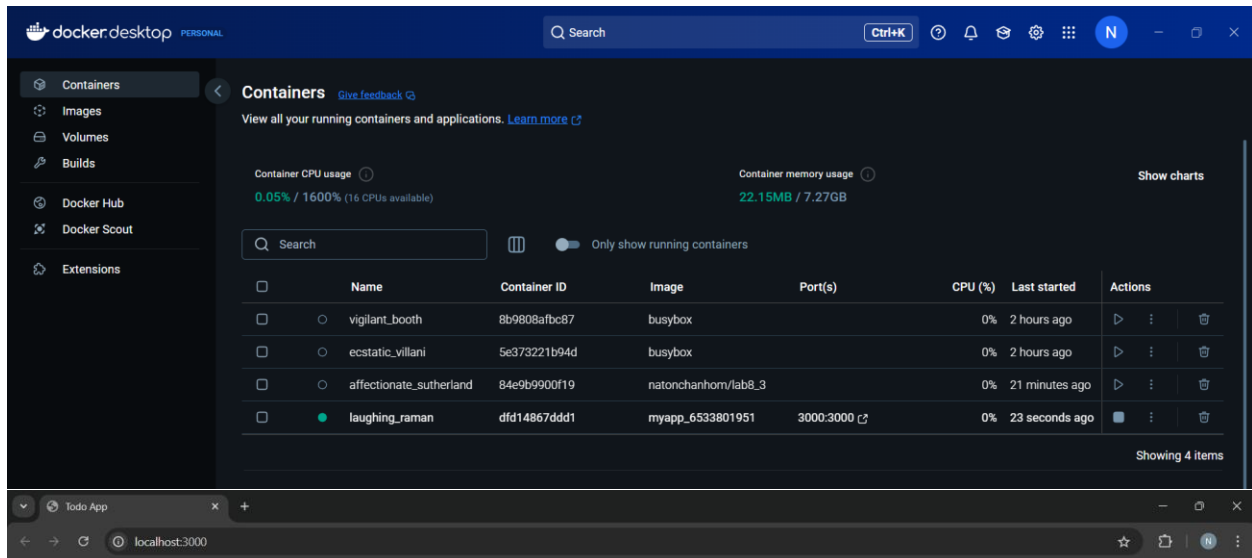 docker.desktop PERSONAL Search Ctrl+K N
Containers
Images
Volumes
Builds
Docker Hub
Docker Scout
Extensions
Containers Give feedback
View all your running containers and applications. Learn more
Container CPU usage Container memory usage Show charts
0.05% / 1600% (16 CPUs available) 22.15MB / 7.27GB
Search Only show running containers
Name Container ID Image Port(s) CPU (%) Last started Actions
vigilant_booth 8b9808afbc87 busybox 0% 2 hours ago
ecstatic_villani 5e373221b94d busybox 0% 2 hours ago
affectionate_sutherland 84e9b9900f19 natonchanhom/lab8_3 0% 21 minutes ago
laughing_raman dfd14867ddd1 myapp_6533801951 3000:3000 0% 23 seconds ago
Showing 4 items
Todo App
localhost:3000 N